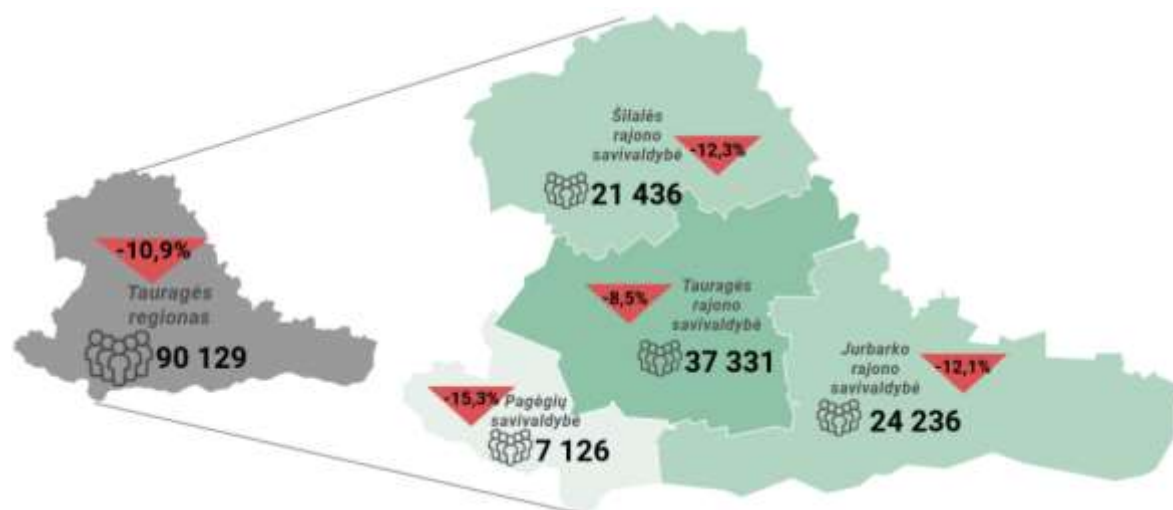 -10,9%
Tauragės
regionas
90 129
Šilalės
rajono
savivaldybė
-12,3%
21 436
-8,5%
Tauragės
rajono
savivaldybė
37 331
-15,3%
Pagėgių
savivaldybė
7 126
Jurbarko
rajono
savivaldybė
-12,1%
24 236